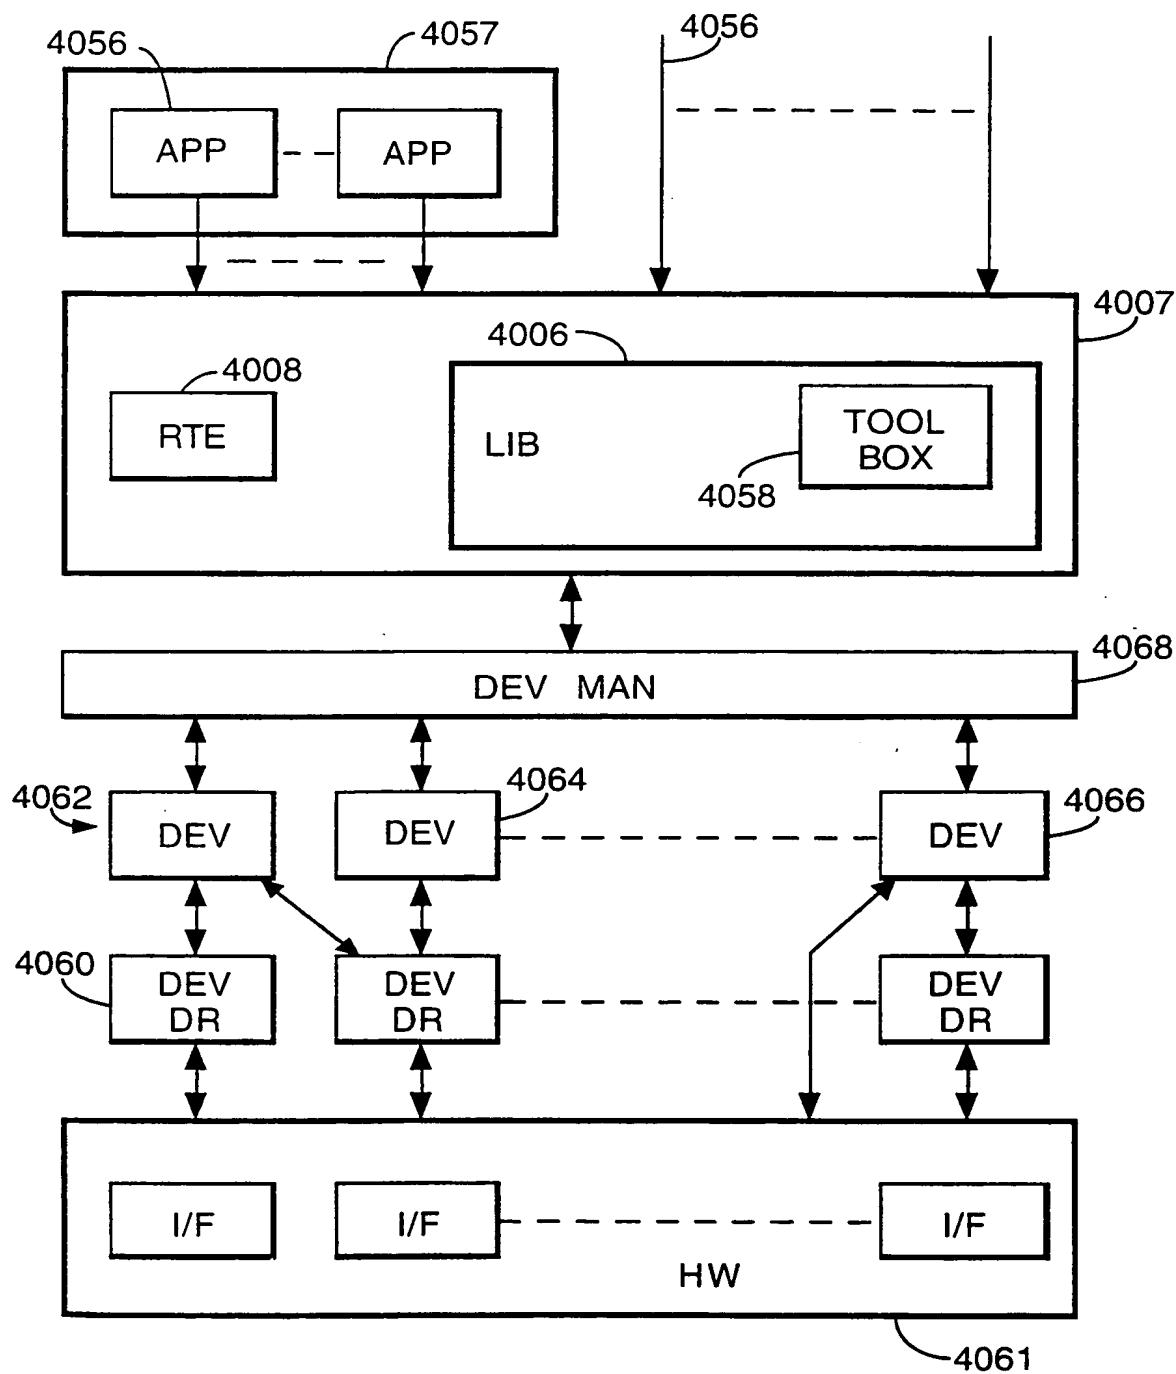 4056
4057
4056
APP
APP
4007
4006
4008
RTE
LIB
TOOL
BOX
4058
4068
DEV MAN
4062
4064
4066
DEV
DEV
DEV
4060
DEV
DR
DEV
DR
DEV
DR
I/F
I/F
I/F
HW
4061